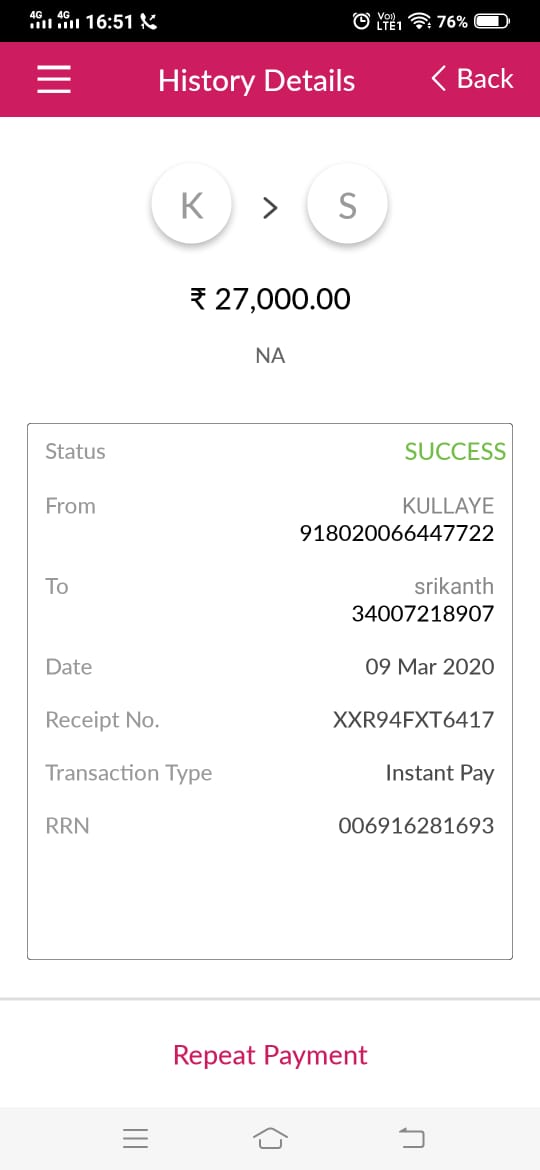 4G 4G 16:51 Vo)) LTE1 76%
History Details
Back
K > S
₹ 27,000.00
NA
Status SUCCESS
From KULLAYE
918020066447722
To srikanth
34007218907
Date 09 Mar 2020
Receipt No. XXR94FXT6417
Transaction Type Instant Pay
RRN 006916281693
Repeat Payment